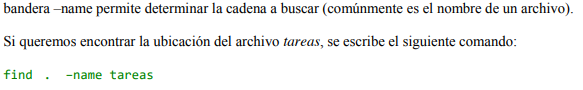 bandera –name permite determinar la cadena a buscar (comúnmente es el nombre de un archivo).
Si queremos encontrar la ubicación del archivo tareas, se escribe el siguiente comando:
find . -name tareas